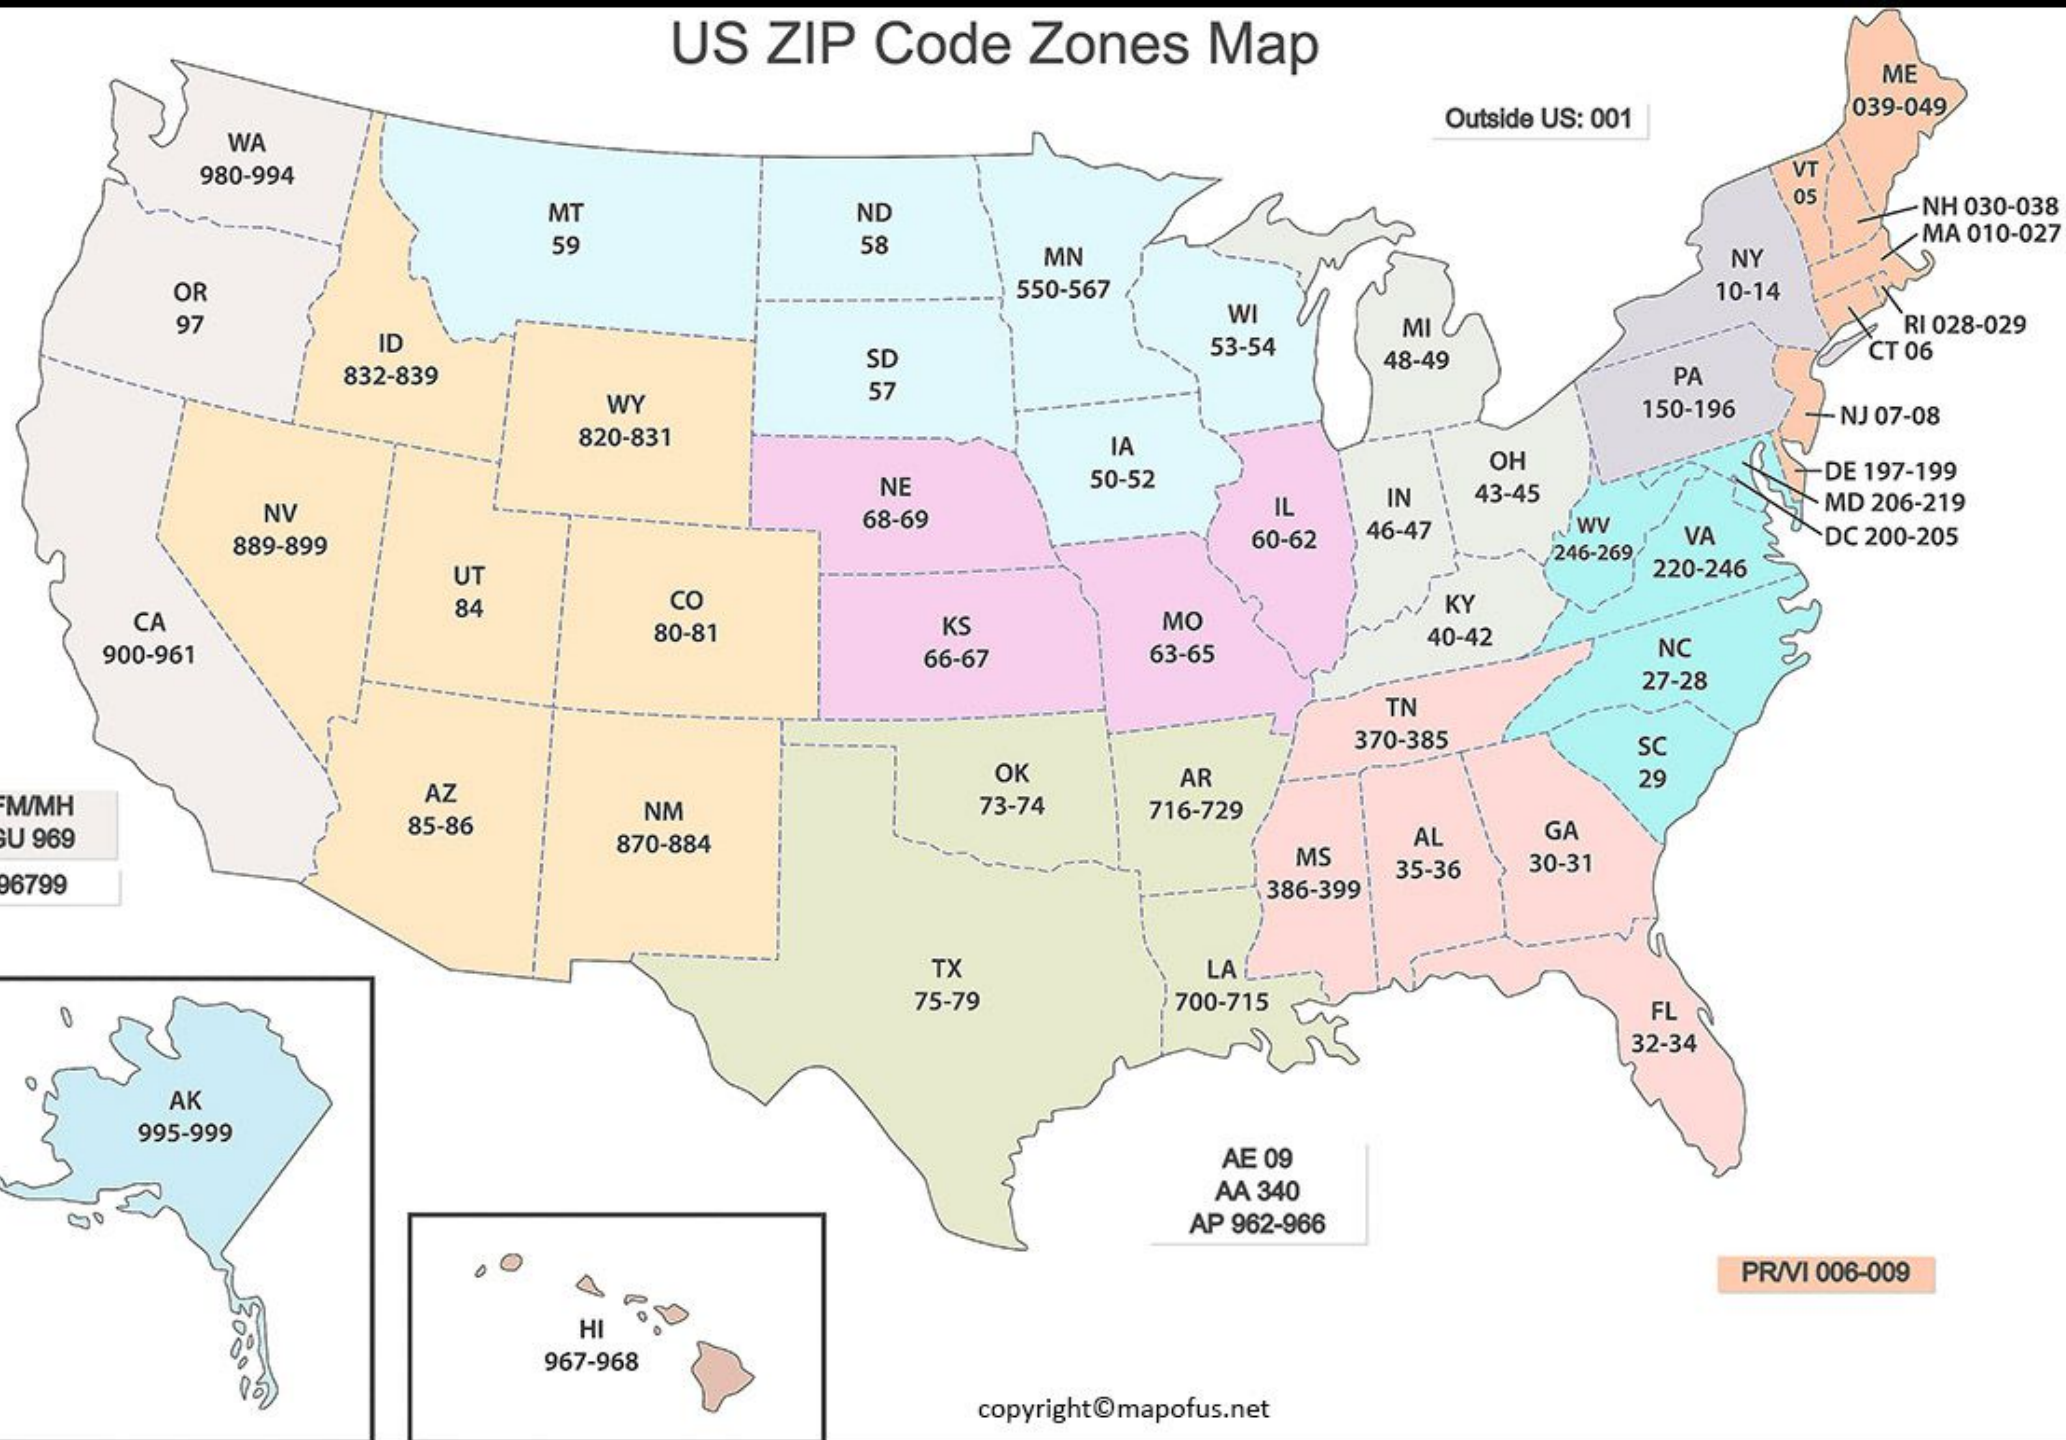 US ZIP Code Zones Map
Outside US: 001
ME
039-049
WA
980-994
VT
05
NH 030-038
MA 010-027
MT
59
ND
58
MN
550-567
NY
10-14
OR
97
WI
53-54
MI
48-49
RI 028-029
CT 06
ID
832-839
SD
57
PA
150-196
NJ 07-08
WY
820-831
IA
50-52
OH
43-45
DE 197-199
MD 206-219
DC 200-205
NE
68-69
IL
60-62
IN
46-47
NV
889-899
WV
246-269
VA
220-246
UT
84
CO
80-81
KY
40-42
CA
900-961
KS
66-67
MO
63-65
NC
27-28
TN
370-385
SC
29
OK
73-74
AR
716-729
AZ
85-86
NM
870-884
FM/MH
GU 969
96799
MS
386-399
AL
35-36
GA
30-31
TX
75-79
LA
700-715
FL
32-34
AK
995-999
AE 09
AA 340
AP 962-966
PR/VI 006-009
HI
967-968
copyright©mapofus.net